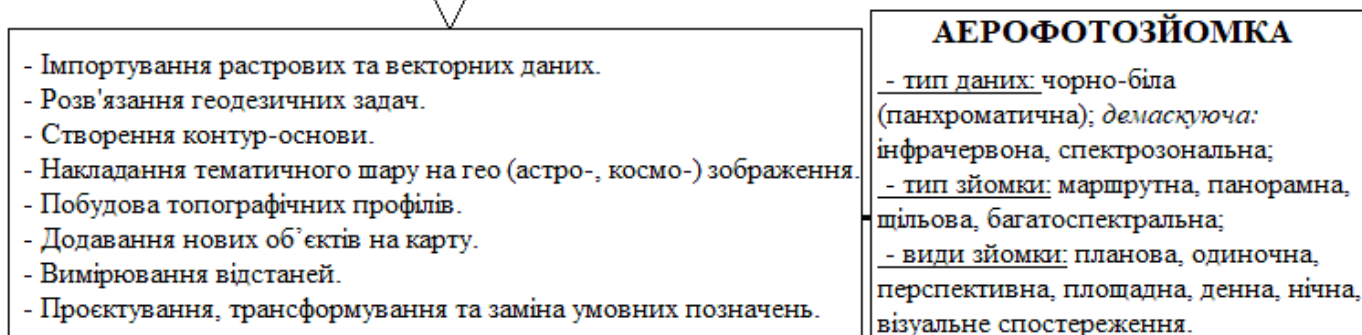 - Імпортування растрових та векторних даних.
- Розв'язання геодезичних задач.
- Створення контур-основи.
- Накладання тематичного шару на гео (астро-, космо-) зображення.
- Побудова топографічних профілів.
- Додавання нових об’єктів на карту.
- Вимірювання відстаней.
- Проєктування, трансформування та заміна умовних позначень.
АЕРОФОТОЗЙОМКА
- тип даних: чорно-біла
(панхроматична); демаскуюча:
інфрачервона, спектрозональна;
- тип зйомки: маршрутна, панорамна,
щільова, багатоспектральна;
- види зйомки: планова, одиночна,
перспективна, площадна, денна, нічна,
візуальне спостереження.